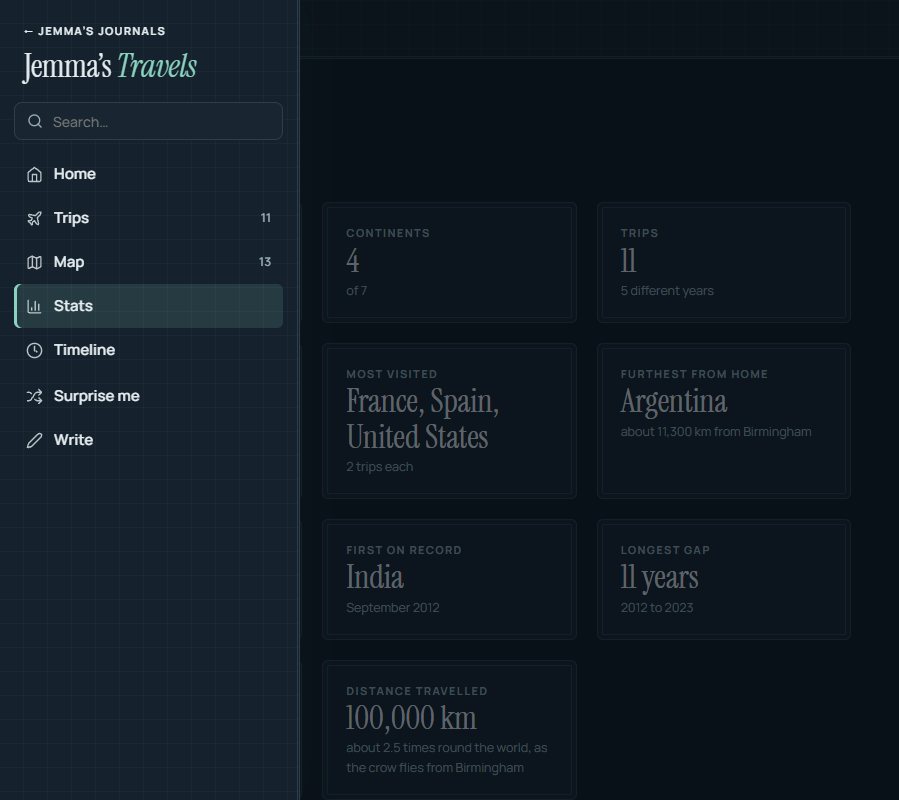 ← JEMMA'S JOURNALS
Jemma's Travels
Search...
Home
Trips 11
Map 13
Stats
Timeline
Surprise me
Write
CONTINENTS
4
of 7
TRIPS
11
5 different years
MOST VISITED
France, Spain,
United States
2 trips each
FURTHEST FROM HOME
Argentina
about 11,300 km from Birmingham
FIRST ON RECORD
India
September 2012
LONGEST GAP
11 years
2012 to 2023
DISTANCE TRAVELLED
100,000 km
about 2.5 times round the world, as
the crow flies from Birmingham